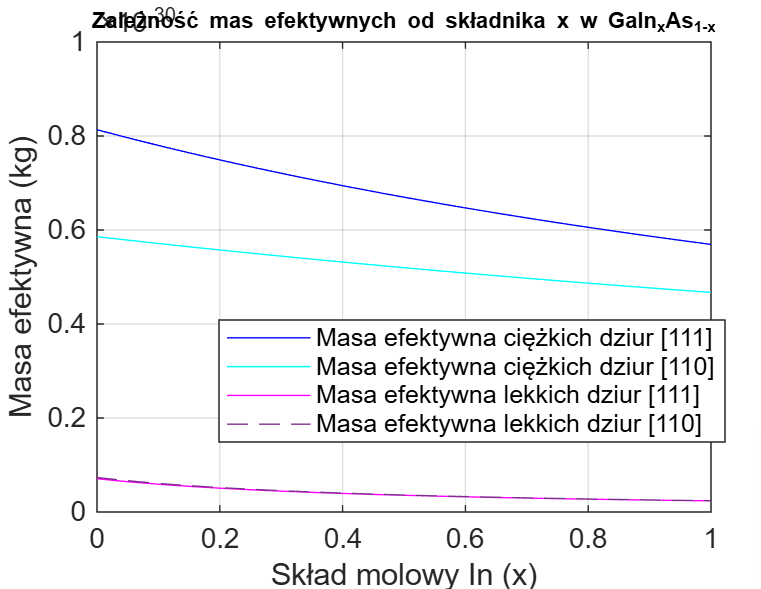 Zależność mas efektywnych od składnika x w GaInₓAs₁₋ₓ
Masa efektywna (kg)
1
0.8
0.6
0.4
0.2
0
Masa efektywna ciężkich dziur [111]
Masa efektywna ciężkich dziur [110]
Masa efektywna lekkich dziur [111]
Masa efektywna lekkich dziur [110]
0 0.2 0.4 0.6 0.8 1
Skład molowy In (x)